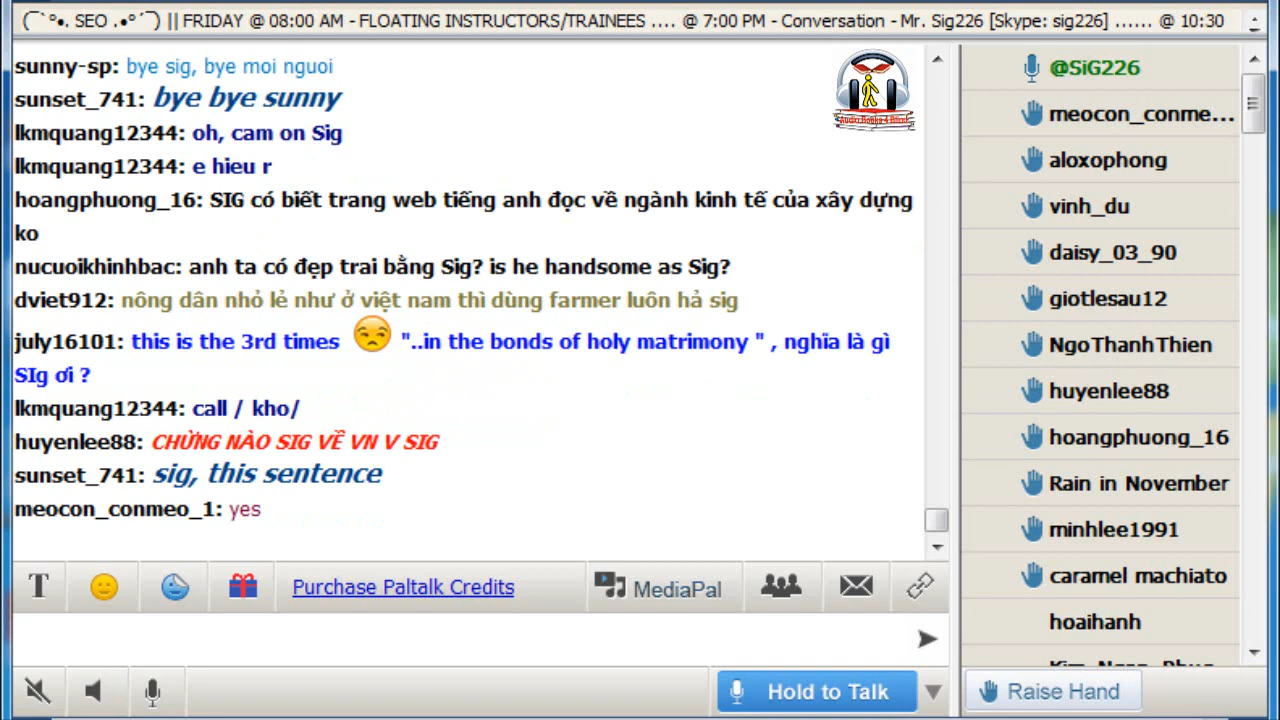 (¯`°•. SEO .•°´¯) || FRIDAY @ 08:00 AM - FLOATING INSTRUCTORS/TRAINEES .... @ 7:00 PM - Conversation - Mr. Sig226 [Skype: sig226] ...... @ 10:30
sunny-sp: bye sig, bye moi nguoi
sunset_741: bye bye sunny
lkmquang12344: oh, cam on Sig
lkmquang12344: e hieu r
hoangphuong_16: SIG có biết trang web tiếng anh đọc về ngành kinh tế của xây dựng
ko
nucuoikhinhbac: anh ta có đẹp trai bằng Sig? is he handsome as Sig?
dviet912: nông dân nhỏ lẻ như ở việt nam thì dùng farmer luôn hả sig
july16101: this is the 3rd times "..in the bonds of holy matrimony " , nghĩa là gì
SIg ơi ?
lkmquang12344: call / kho/
huyenlee88: CHỪNG NÀO SIG VỀ VN V SIG
sunset_741: sig, this sentence
meocon_conmeo_1: yes
Audio Books 4 Blind
T
Purchase Paltalk Credits
MediaPal
Hold to Talk
@SiG226
meocon_conme...
aloxophong
vinh_du
daisy_03_90
giotlesau12
NgoThanhThien
huyenlee88
hoangphuong_16
Rain in November
minhlee1991
caramel machiato
hoaihanh
Raise Hand